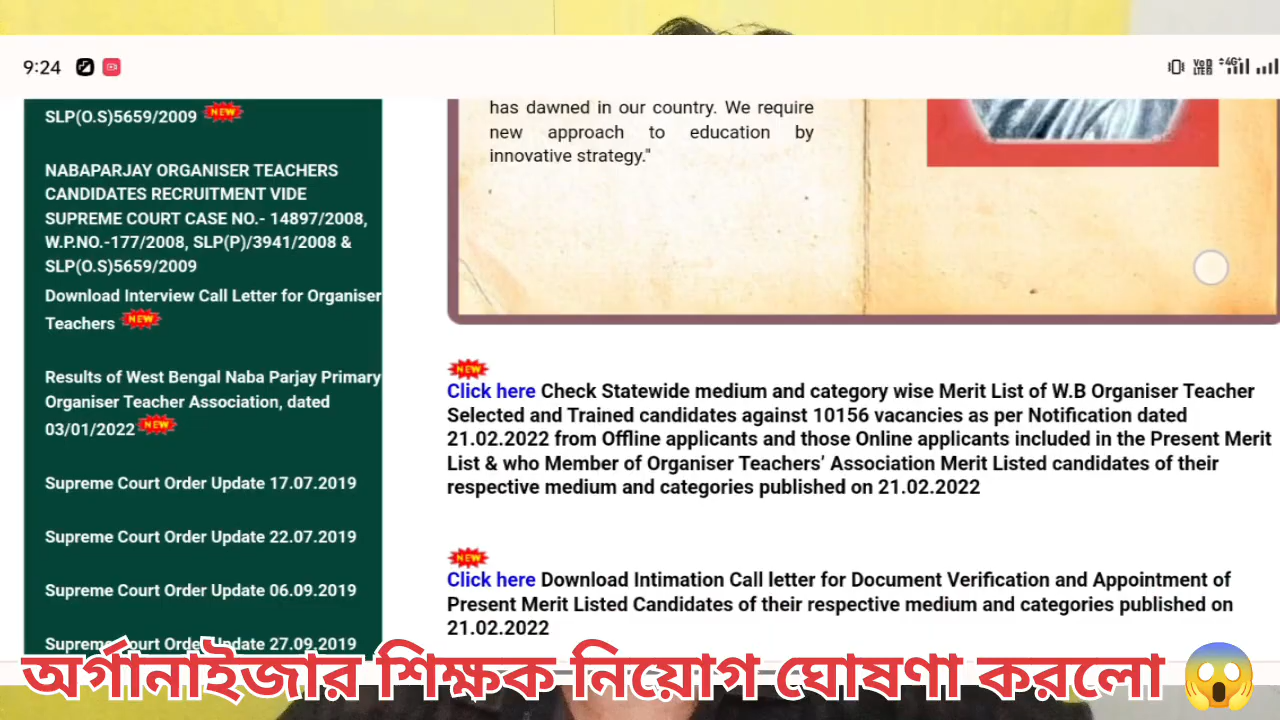 9:24
Vo LTE 4G+
SLP(O.S)5659/2009 NEW
NABAPARJAY ORGANISER TEACHERS
CANDIDATES RECRUITMENT VIDE
SUPREME COURT CASE NO.- 14897/2008,
W.P.NO.-177/2008, SLP(P)/3941/2008 &
SLP(O.S)5659/2009
Download Interview Call Letter for Organiser
Teachers NEW
Results of West Bengal Naba Parjay Primary
Organiser Teacher Association, dated
03/01/2022 NEW
Supreme Court Order Update 17.07.2019
Supreme Court Order Update 22.07.2019
Supreme Court Order Update 06.09.2019
Supreme Court Order Update 27.09.2019
has dawned in our country. We require
new approach to education by
innovative strategy."
NEW
Click here Check Statewide medium and category wise Merit List of W.B Organiser Teacher
Selected and Trained candidates against 10156 vacancies as per Notification dated
21.02.2022 from Offline applicants and those Online applicants included in the Present Merit
List & who Member of Organiser Teachers’ Association Merit Listed candidates of their
respective medium and categories published on 21.02.2022
NEW
Click here Download Intimation Call letter for Document Verification and Appointment of
Present Merit Listed Candidates of their respective medium and categories published on
21.02.2022
অর্গানাইজার শিক্ষক নিয়োগ ঘোষণা করলো 😱